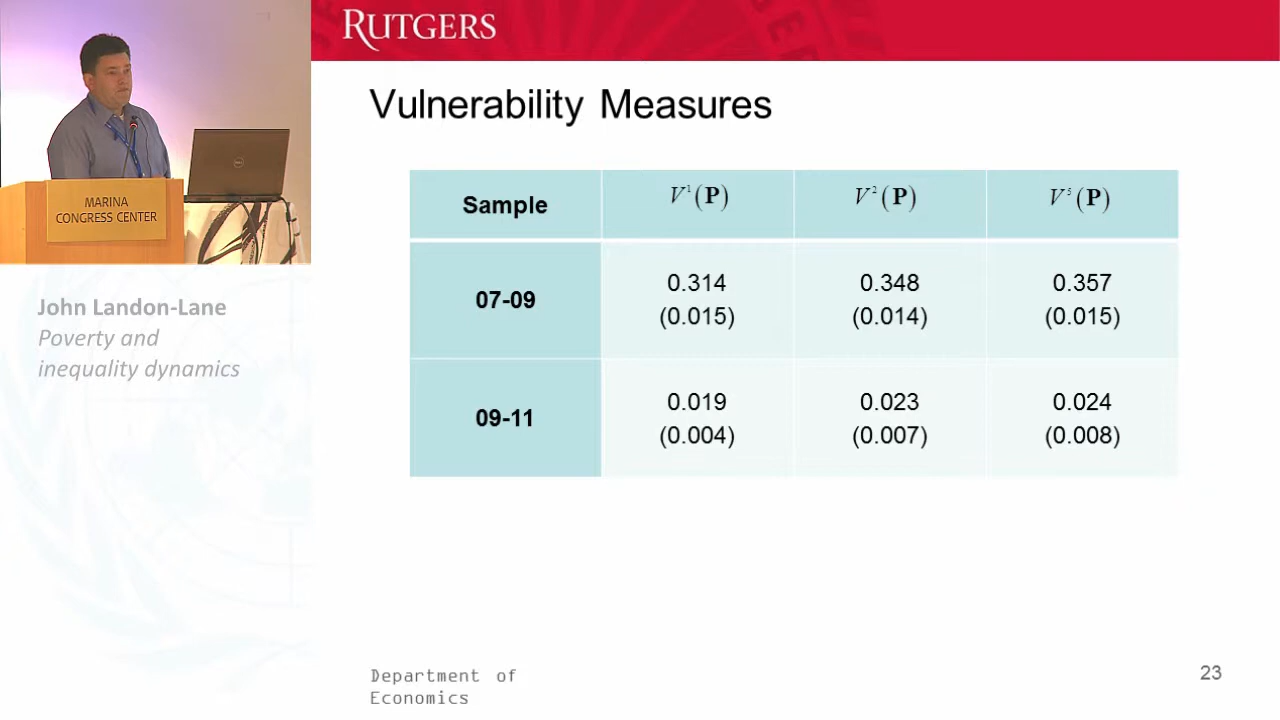 RUTGERS
Vulnerability Measures
Sample V¹(P) V²(P) V⁵(P)
07-09 0.314 0.348 0.357
(0.015) (0.014) (0.015)
09-11 0.019 0.023 0.024
(0.004) (0.007) (0.008)
MARINA
CONGRESS CENTER
John Landon-Lane
Poverty and
inequality dynamics
Department of
Economics
23